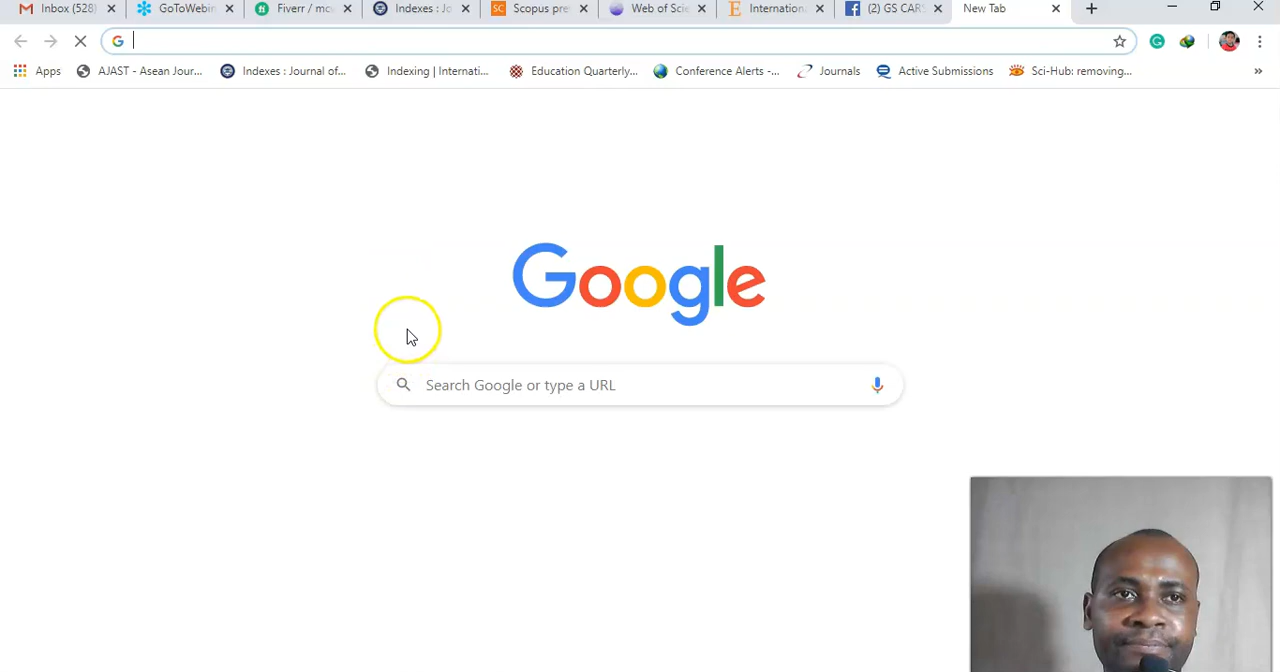 Inbox (528) GoToWebin Fiverr / mc Indexes : Jo Scopus pre Web of Scie Internationa (2) GS CAR New Tab
Apps AJAST - Asean Jour... Indexes : Journal of... Indexing | Internati... Education Quarterly... Conference Alerts -... Journals Active Submissions Sci-Hub: removing... »
Google
Search Google or type a URL